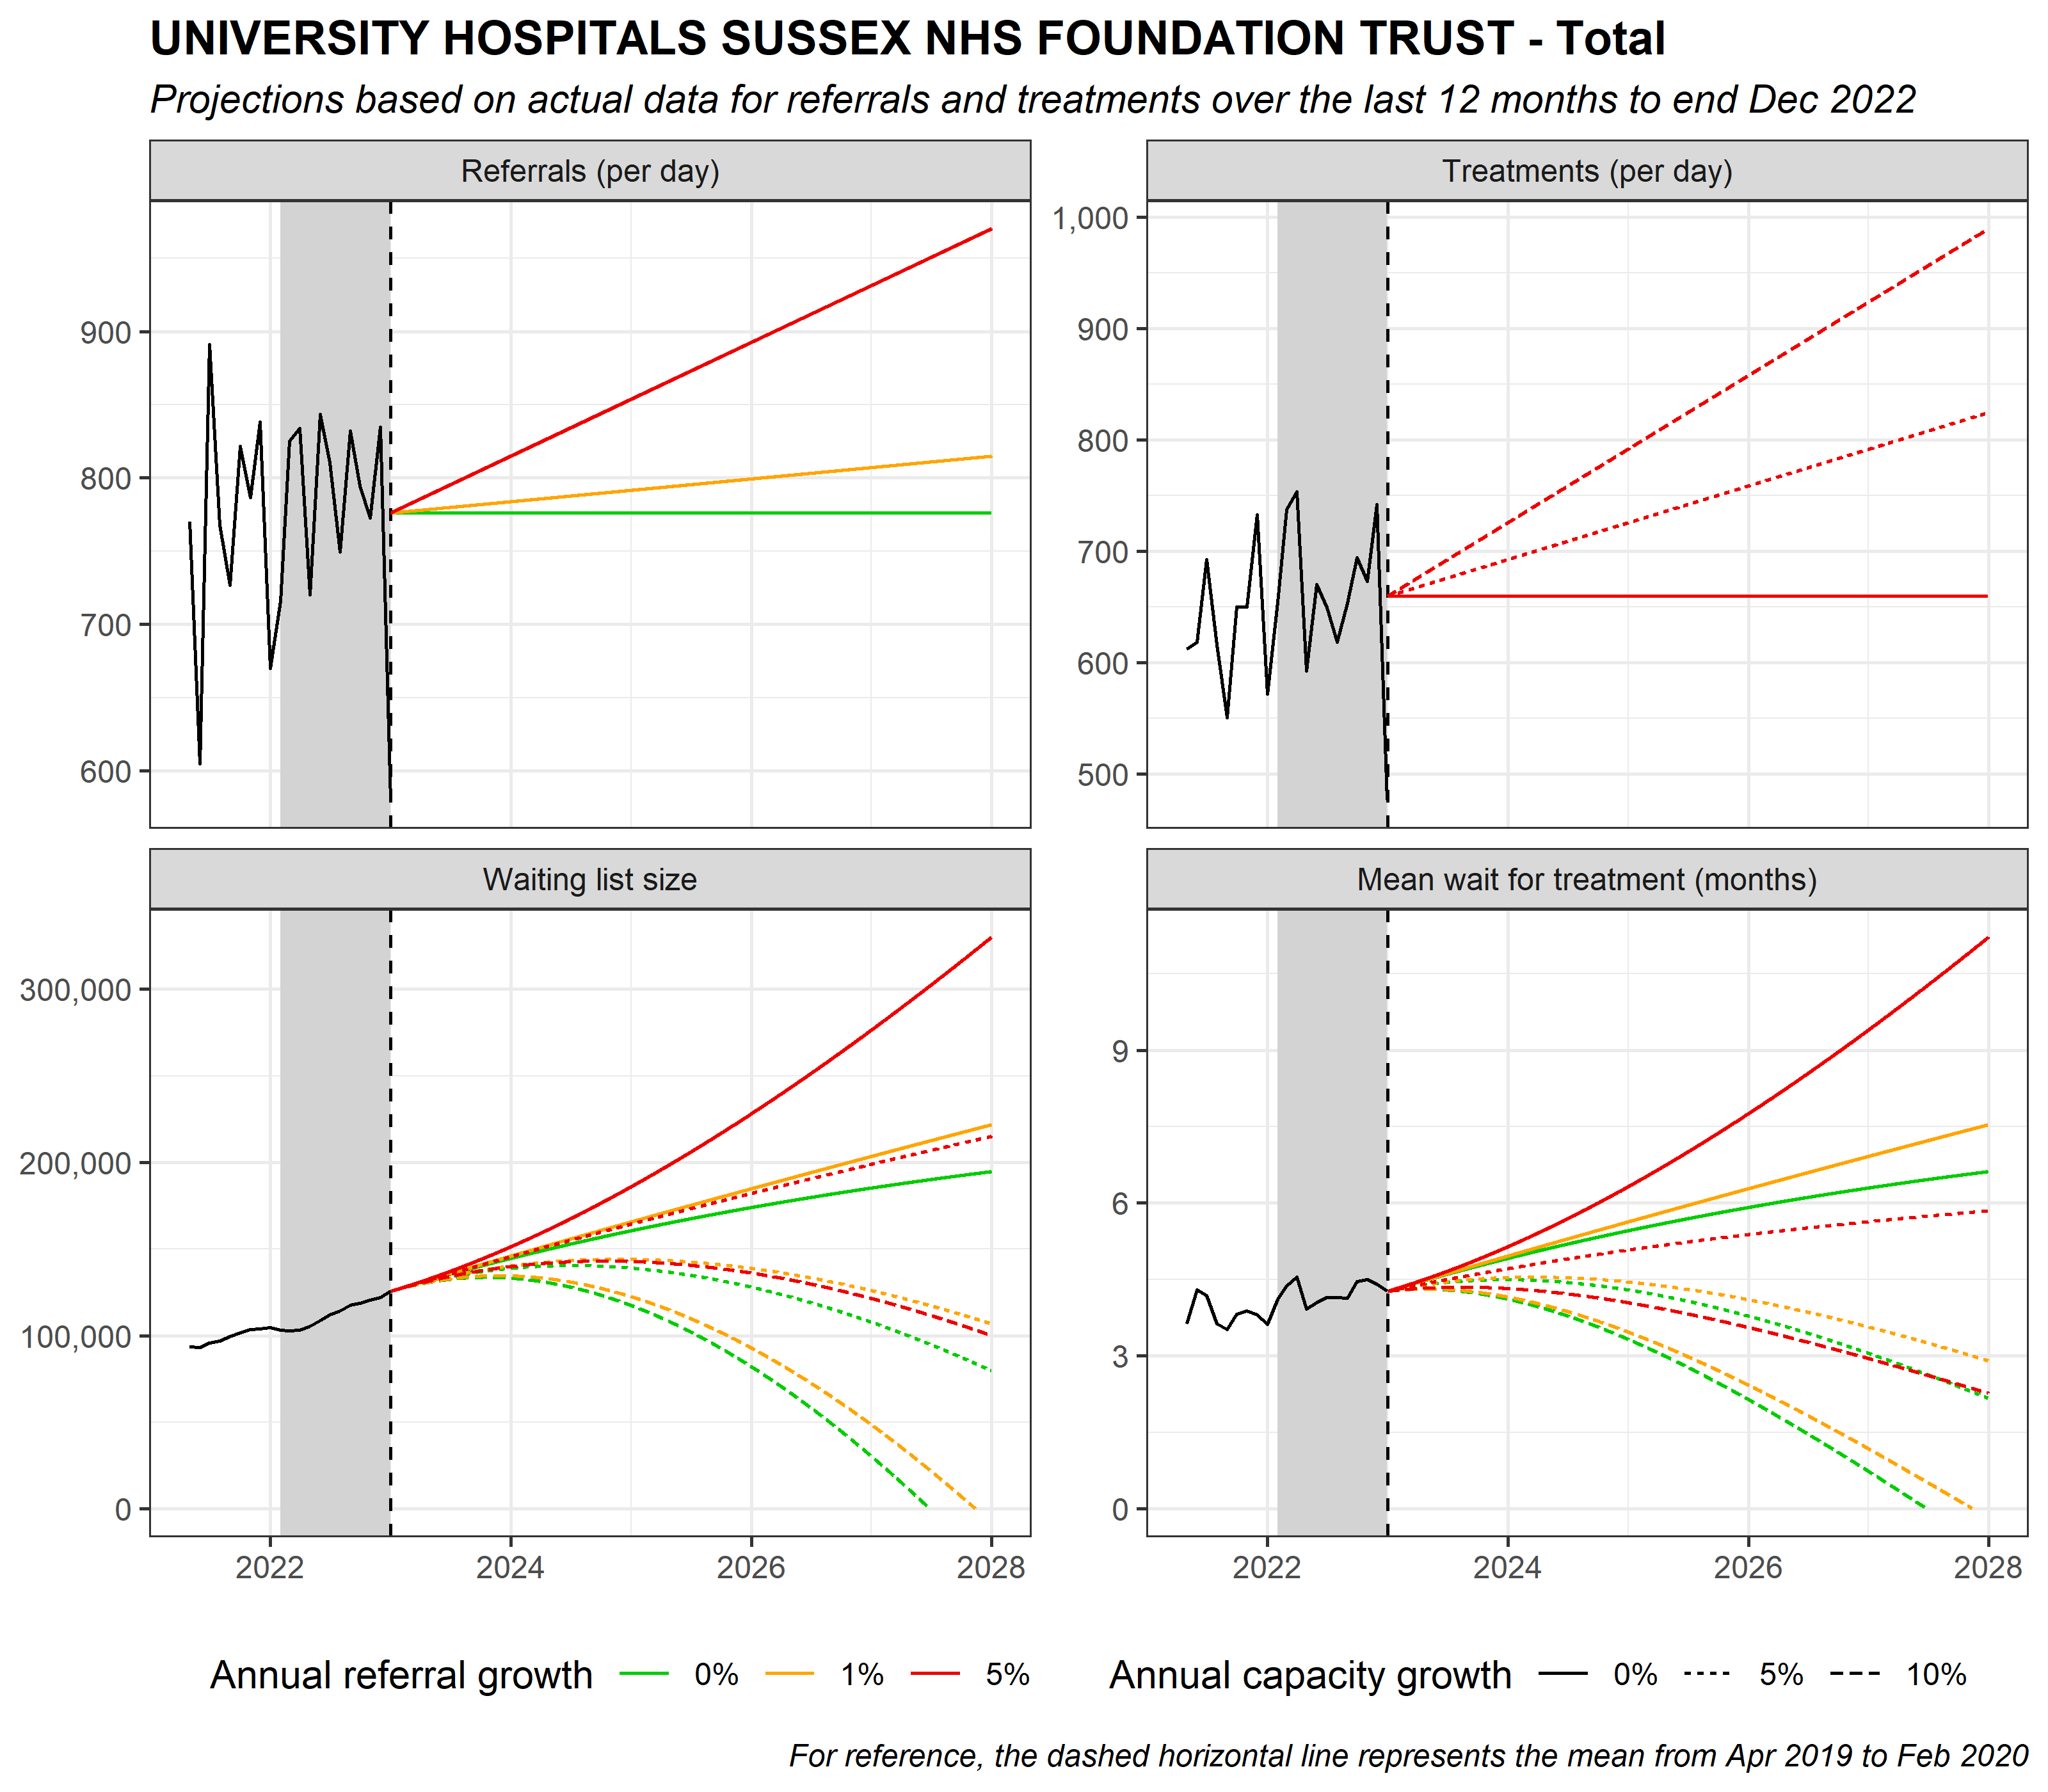 UNIVERSITY HOSPITALS SUSSEX NHS FOUNDATION TRUST - Total
Projections based on actual data for referrals and treatments over the last 12 months to end Dec 2022
Referrals (per day)
900
800
700
600
Treatments (per day)
1,000
900
800
700
600
500
Waiting list size
300,000
200,000
100,000
0
2022 2024 2026 2028
Mean wait for treatment (months)
9
6
3
0
2022 2024 2026 2028
Annual referral growth 0% 1% 5%
Annual capacity growth 0% 5% 10%
For reference, the dashed horizontal line represents the mean from Apr 2019 to Feb 2020